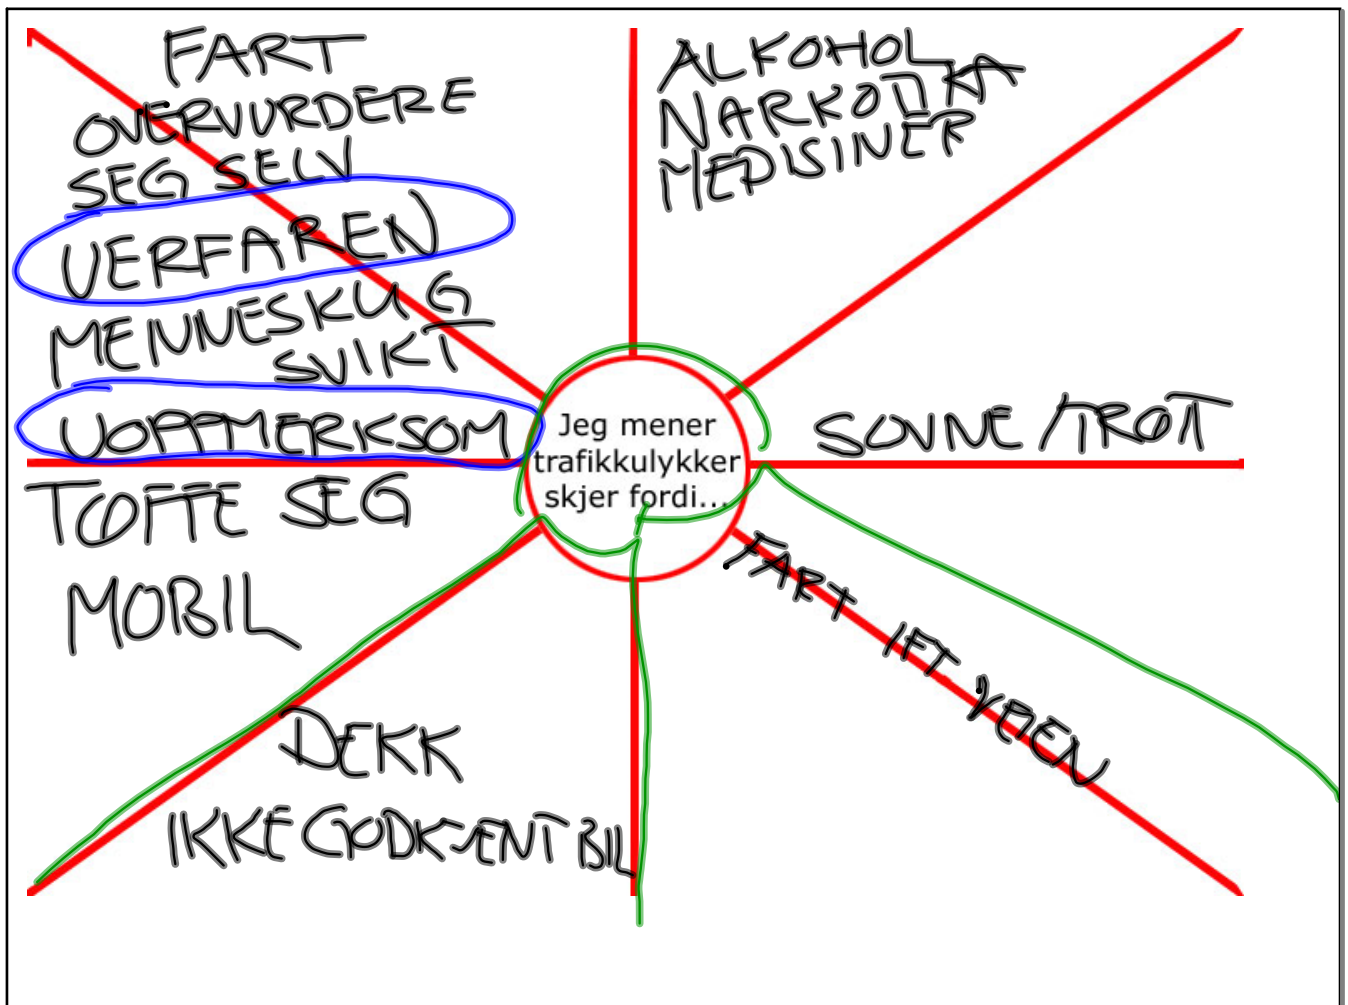 FART
OVERVURDERE
SEG SELV
UERFAREN
MENNESKLIG
SVIKT
UOPPMERKSOM
TØFFE SEG
MOBIL
DEKK
IKKE GODKJENT BIL
ALKOHOL
NARKOTIKA
MEDISINER
Jeg mener
trafikkulykker
skjer fordi...
SOVNE/TRØTT
FART IFT. VEIEN